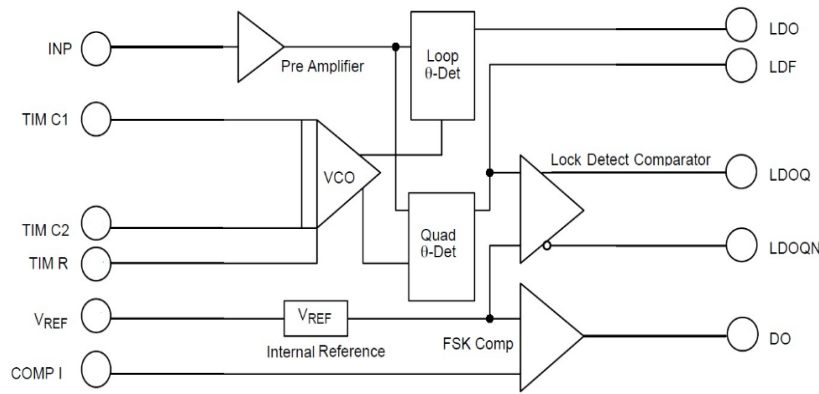 INP
Pre Amplifier
Loop
θ-Det
LDO
LDF
TIM C1
VCO
Lock Detect Comparator
LDOQ
TIM C2
Quad
θ-Det
LDOQN
TIM R
VREF
VREF
Internal Reference
FSK Comp
DO
COMP I